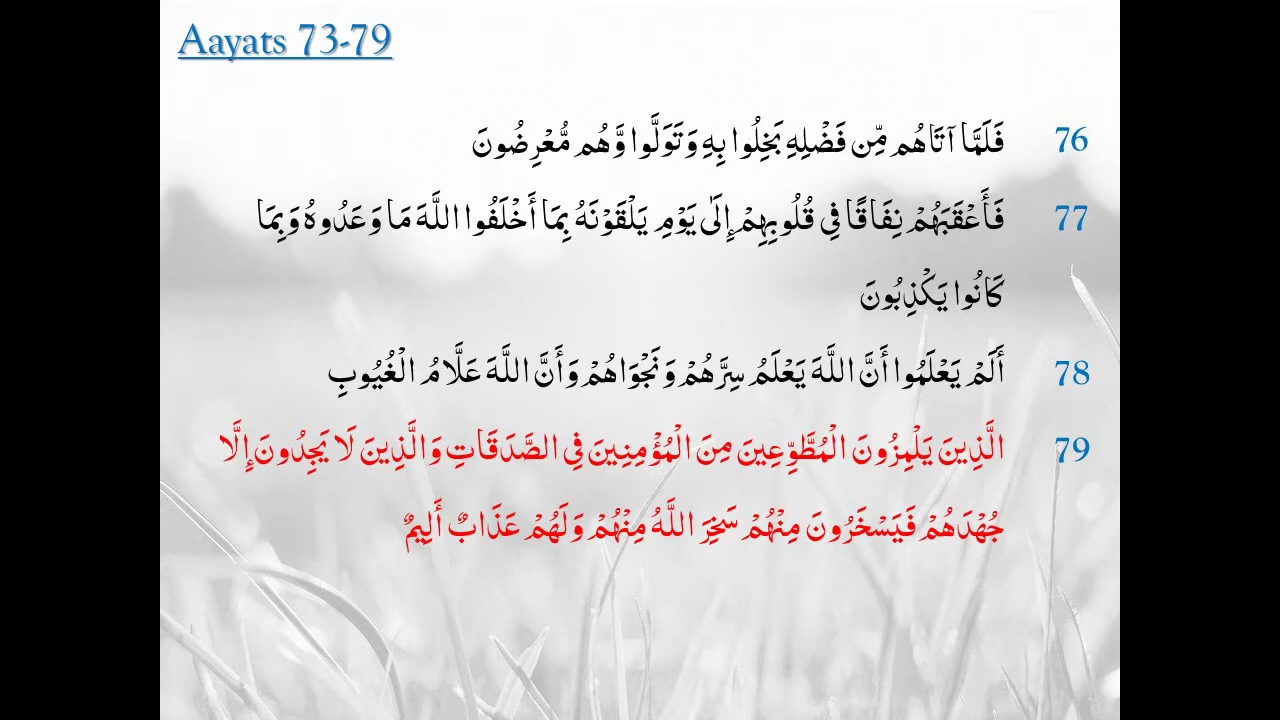 Aayats 73-79
76 فَلَمَّا آتَاهُم مِّن فَضْلِهِ بَخِلُوا بِهِ وَتَوَلَّوا وَّهُم مُّعْرِضُونَ
77 فَأَعْقَبَهُمْ نِفَاقًا فِي قُلُوبِهِمْ إِلَىٰ يَوْمِ يَلْقَوْنَهُ بِمَا أَخْلَفُوا اللَّهَ مَا وَعَدُوهُ وَبِمَا
كَانُوا يَكْذِبُونَ
78 أَلَمْ يَعْلَمُوا أَنَّ اللَّهَ يَعْلَمُ سِرَّهُمْ وَنَجْوَاهُمْ وَأَنَّ اللَّهَ عَلَّامُ الْغُيُوبِ
79 الَّذِينَ يَلْمِزُونَ الْمُطَّوِّعِينَ مِنَ الْمُؤْمِنِينَ فِي الصَّدَقَاتِ وَالَّذِينَ لَا يَجِدُونَ إِلَّا
جُهْدَهُمْ فَيَسْخَرُونَ مِنْهُمْ سَخِرَ اللَّهُ مِنْهُمْ وَلَهُمْ عَذَابٌ أَلِيمٌ